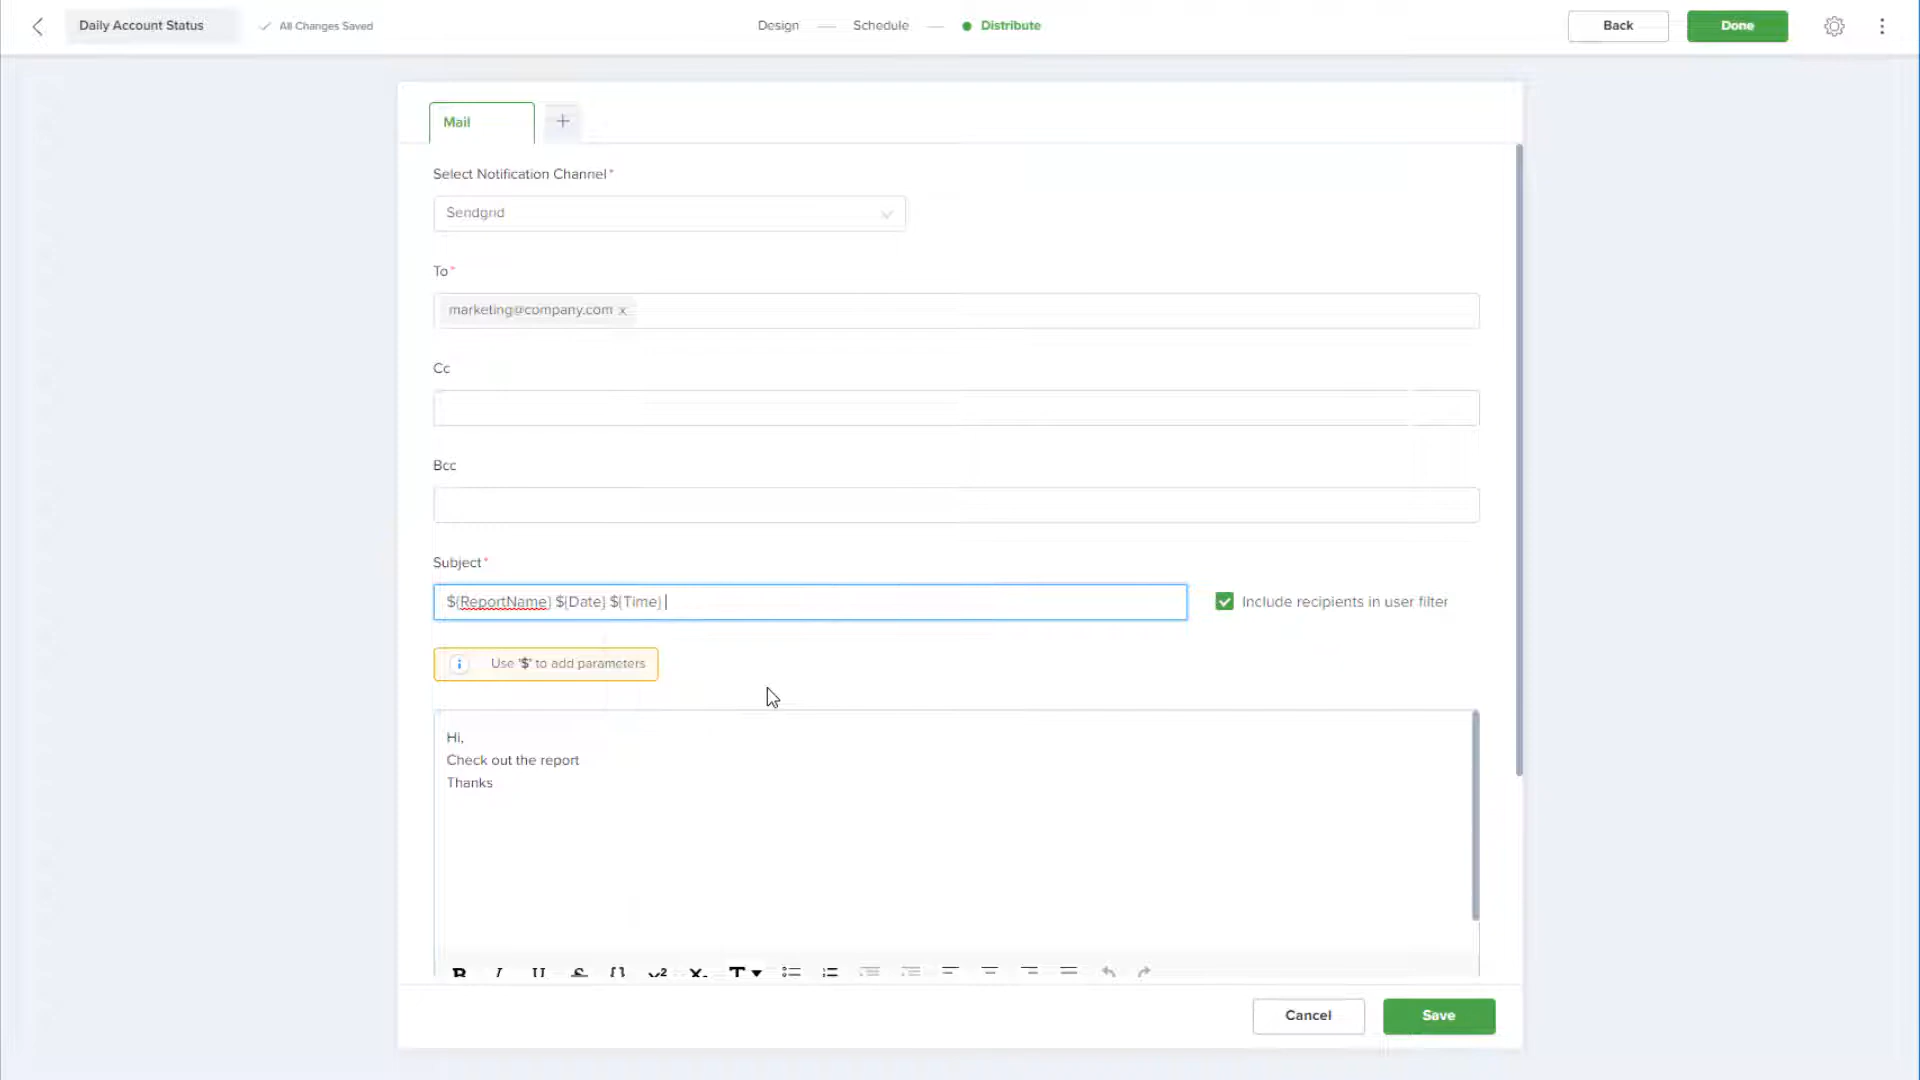 Daily Account Status
All Changes Saved
Design
Schedule
Distribute
Back
Done
Mail
+
Select Notification Channel*
Sendgrid
To*
marketing@company.com x
Cc
Bcc
Subject*
${ReportName} ${Date} ${Time}
Include recipients in user filter
Use '$' to add parameters
Hi,
Check out the report
Thanks
Cancel
Save